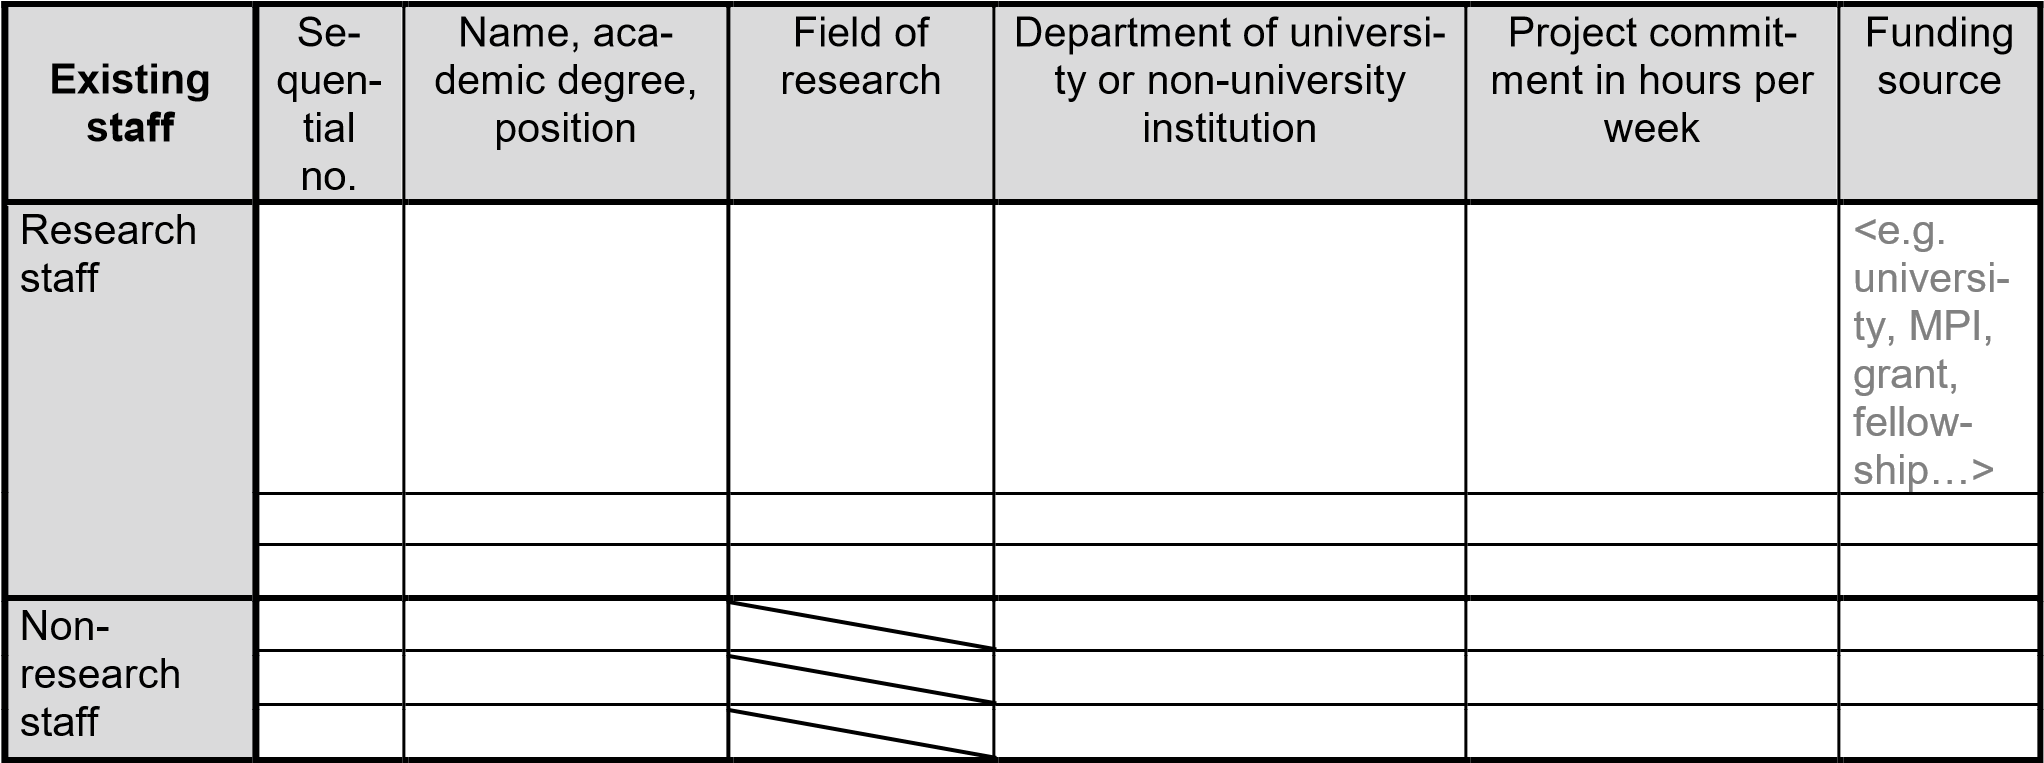 Existing
staff
Se-
quen-
tial
no.
Name, aca-
demic degree,
position
Field of
research
Department of universi-
ty or non-university
institution
Project commit-
ment in hours per
week
Funding
source
Research
staff
<e.g.
universi-
ty, MPI,
grant,
fellow-
ship…>
Non-
research
staff